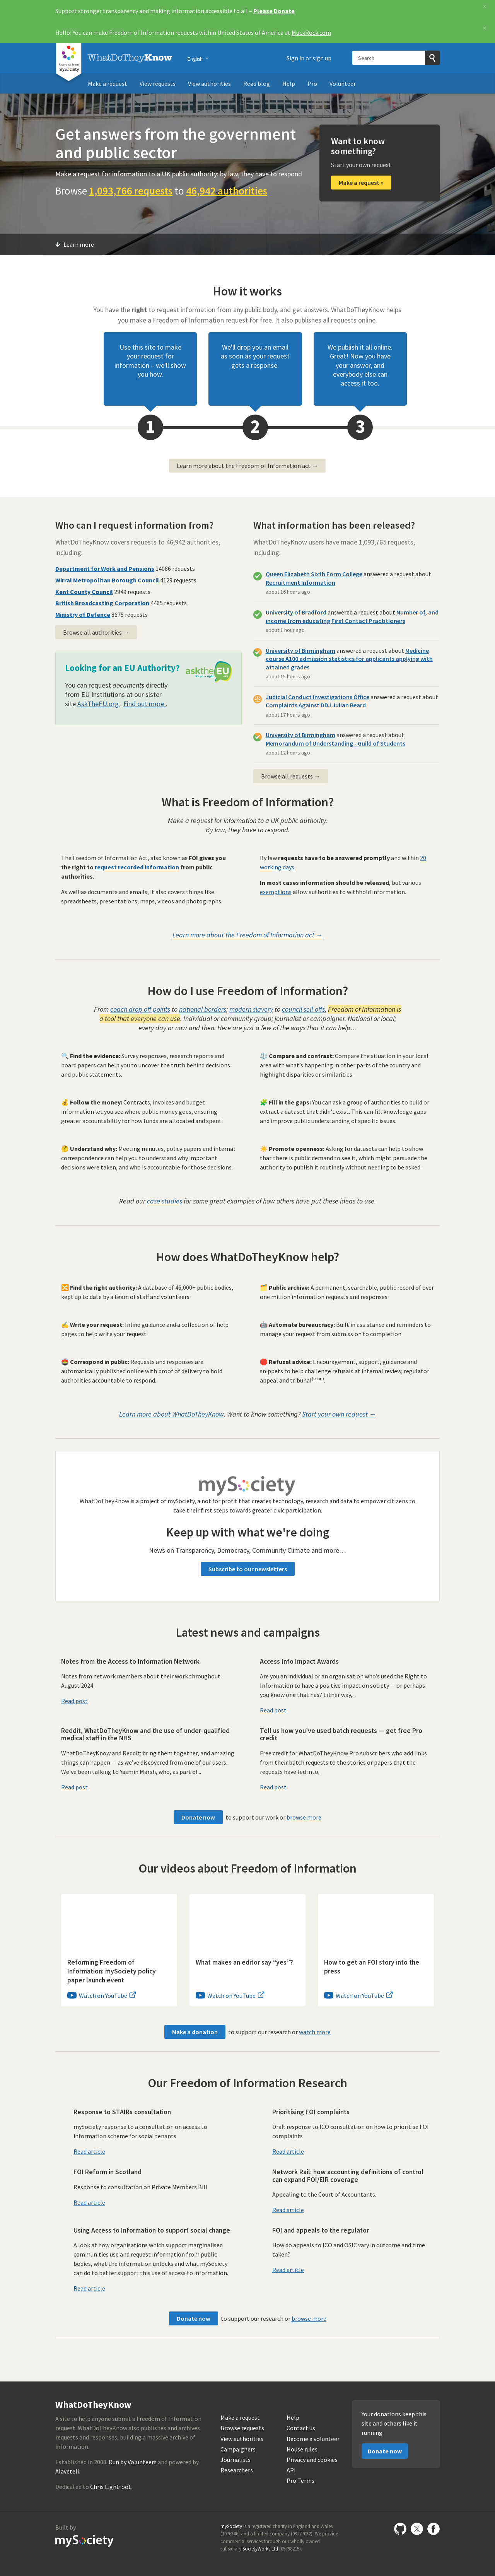 Support stronger transparency and making information accessible to all – Please Donate
Hello! You can make Freedom of Information requests within United States of America at MuckRock.com
mySociety
WhatDoTheyKnow
English
Sign in or sign up
Search
Make a request
View requests
View authorities
Read blog
Help
Pro
Volunteer
Get answers from the government
and public sector
Make a request for information to a UK public authority: by law, they have to respond
Browse 1,093,766 requests to 46,942 authorities
Want to know
something?
Start your own request
Make a request »
Learn more
How it works
You have the right to request information from any public body, and get answers. WhatDoTheyKnow helps
you make a Freedom of Information request for free. It also publishes all requests online.
Use this site to make
your request for
information – we'll show
you how.
We'll drop you an email
as soon as your request
gets a response.
We publish it all online.
Great! Now you have
your answer, and
everybody else can
access it too.
1
2
3
Learn more about the Freedom of Information act →
Who can I request information from?
WhatDoTheyKnow covers requests to 46,942 authorities,
including:
Department for Work and Pensions 14086 requests
Wirral Metropolitan Borough Council 4129 requests
Kent County Council 2949 requests
British Broadcasting Corporation 4465 requests
Ministry of Defence 8675 requests
Browse all authorities →
Looking for an EU Authority?
You can request documents directly
from EU Institutions at our sister
site AskTheEU.org . Find out more .
asktheEU
What information has been released?
WhatDoTheyKnow users have made 1,093,765 requests,
including:
Queen Elizabeth Sixth Form College answered a request about
Recruitment Information
about 16 hours ago
University of Bradford answered a request about Number of, and
income from educating First Contact Practitioners
about 1 hour ago
University of Birmingham answered a request about Medicine
course A100 admission statistics for applicants applying with
attained grades
about 15 hours ago
Judicial Conduct Investigations Office answered a request about
Complaints Against DDJ Julian Beard
about 17 hours ago
University of Birmingham answered a request about
Memorandum of Understanding - Guild of Students
about 12 hours ago
Browse all requests →
What is Freedom of Information?
Make a request for information to a UK public authority.
By law, they have to respond.
The Freedom of Information Act, also known as FOI gives you
the right to request recorded information from public
authorities.
As well as documents and emails, it also covers things like
spreadsheets, presentations, maps, videos and photographs.
By law requests have to be answered promptly and within 20
working days.
In most cases information should be released, but various
exemptions allow authorities to withhold information.
Learn more about the Freedom of Information act →
How do I use Freedom of Information?
From coach drop off points to national borders; modern slavery to council sell-offs, Freedom of Information is
a tool that everyone can use. Individual or community group; journalist or campaigner. National or local;
every day or now and then. Here are just a few of the ways that it can help…
Find the evidence: Survey responses, research reports and
board papers can help you to uncover the truth behind decisions
and public statements.
Compare and contrast: Compare the situation in your local
area with what's happening in other parts of the country and
highlight disparities or similarities.
Follow the money: Contracts, invoices and budget
information let you see where public money goes, ensuring
greater accountability for how funds are allocated and spent.
Fill in the gaps: You can ask a group of authorities to build or
extract a dataset that didn't exist. This can fill knowledge gaps
and improve public understanding of specific issues.
Understand why: Meeting minutes, policy papers and internal
correspondence can help you to understand why important
decisions were taken, and who is accountable for those decisions.
Promote openness: Asking for datasets can help to show
that there is public demand to see it, which might persuade the
authority to publish it routinely without needing to be asked.
Read our case studies for some great examples of how others have put these ideas to use.
How does WhatDoTheyKnow help?
Find the right authority: A database of 46,000+ public bodies,
kept up to date by a team of staff and volunteers.
Public archive: A permanent, searchable, public record of over
one million information requests and responses.
Write your request: Inline guidance and a collection of help
pages to help write your request.
Automate bureaucracy: Built in assistance and reminders to
manage your request from submission to completion.
Correspond in public: Requests and responses are
automatically published online with proof of delivery to hold
authorities accountable to respond.
Refusal advice: Encouragement, support, guidance and
snippets to help challenge refusals at internal review, regulator
appeal and tribunal(soon).
Learn more about WhatDoTheyKnow. Want to know something? Start your own request →
mySociety
WhatDoTheyKnow is a project of mySociety, a not for profit that creates technology, research and data to empower citizens to
take their first steps towards greater civic participation.
Keep up with what we're doing
News on Transparency, Democracy, Community Climate and more…
Subscribe to our newsletters
Latest news and campaigns
Notes from the Access to Information Network
Notes from network members about their work throughout
August 2024
Read post
Access Info Impact Awards
Are you an individual or an organisation who's used the Right to
Information to have a positive impact on society — or perhaps
you know one that has? Either way,...
Read post
Reddit, WhatDoTheyKnow and the use of under-qualified
medical staff in the NHS
WhatDoTheyKnow and Reddit: bring them together, and amazing
things can happen — as we've discovered from one of our users.
We've been talking to Yasmin Marsh, who, as part of...
Read post
Tell us how you've used batch requests — get free Pro
credit
Free credit for WhatDoTheyKnow Pro subscribers who add links
from their batch requests to the stories or papers that the
requests have fed into.
Read post
Donate now to support our work or browse more
Our videos about Freedom of Information
Reforming Freedom of
Information: mySociety policy
paper launch event
Watch on YouTube
What makes an editor say “yes”?
Watch on YouTube
How to get an FOI story into the
press
Watch on YouTube
Make a donation to support our research or watch more
Our Freedom of Information Research
Response to STAIRs consultation
mySociety response to a consultation on access to
information scheme for social tenants
Read article
Prioritising FOI complaints
Draft response to ICO consultation on how to prioritise FOI
complaints
Read article
FOI Reform in Scotland
Response to consultation on Private Members Bill
Read article
Network Rail: how accounting definitions of control
can expand FOI/EIR coverage
Appealing to the Court of Accountants.
Read article
Using Access to Information to support social change
A look at how organisations which support marginalised
communities use and request information from public
bodies, what the information unlocks and what mySociety
can do to better support this use of access to information.
Read article
FOI and appeals to the regulator
How do appeals to ICO and OSIC vary in outcome and time
taken?
Read article
Donate now to support our research or browse more
WhatDoTheyKnow
A site to help anyone submit a Freedom of Information
request. WhatDoTheyKnow also publishes and archives
requests and responses, building a massive archive of
information.
Established in 2008. Run by Volunteers and powered by
Alaveteli.
Dedicated to Chris Lightfoot
Make a request
Browse requests
View authorities
Campaigners
Journalists
Researchers
Help
Contact us
Become a volunteer
House rules
Privacy and cookies
API
Pro Terms
Your donations keep this
site and others like it
running
Donate now
Built by
mySociety
mySociety is a registered charity in England and Wales
(1076346) and a limited company (03277032). We provide
commercial services through our wholly owned
subsidiary SocietyWorks Ltd (05798215).